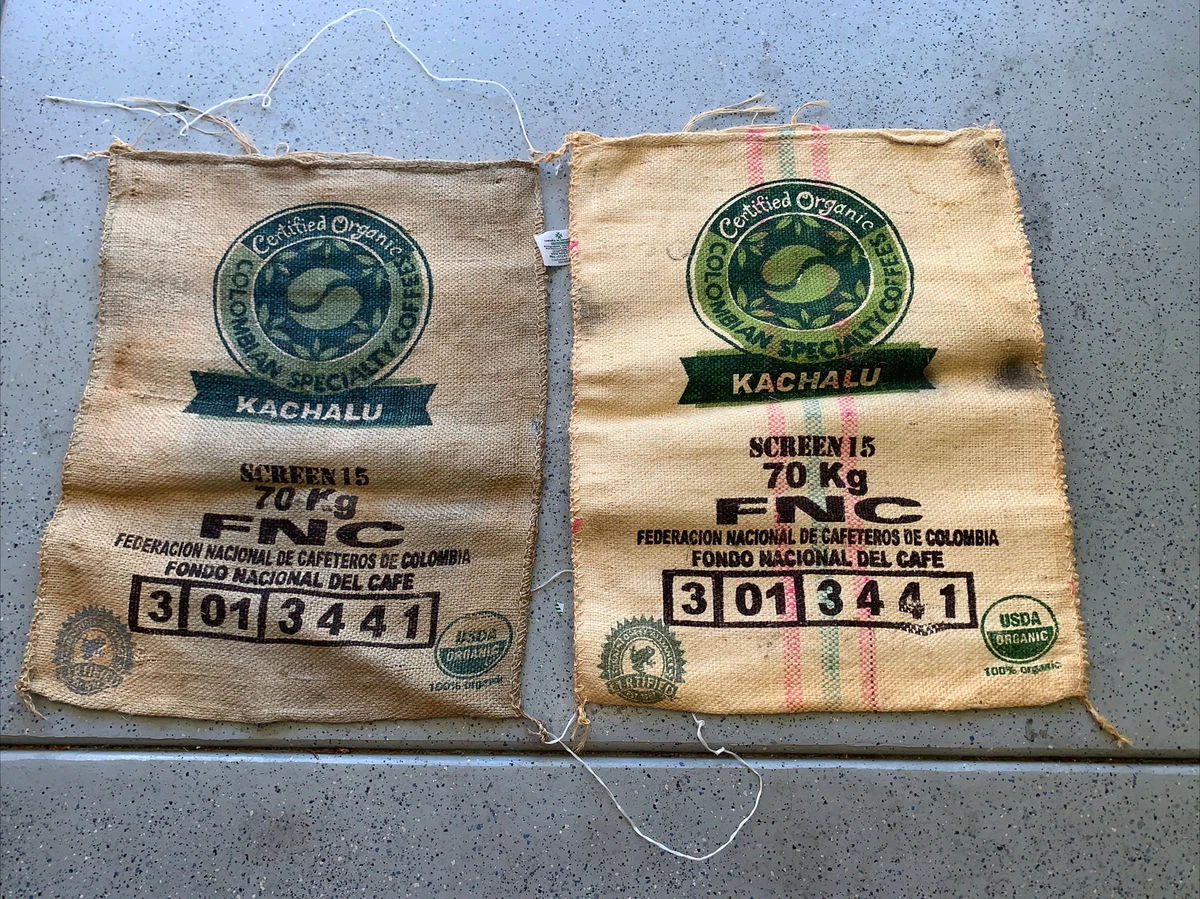 Certified Organic
COLOMBIAN SPECIALTY COFFEES
KACHALU
SCREEN 15
70 Kg
FNC
FEDERACION NACIONAL DE CAFETEROS DE COLOMBIA
FONDO NACIONAL DEL CAFE
3 01 3441
USDA
ORGANIC
100% organic
Certified Organic
COLOMBIAN SPECIALTY COFFEES
KACHALU
SCREEN 15
70 Kg
FNC
FEDERACION NACIONAL DE CAFETEROS DE COLOMBIA
FONDO NACIONAL DEL CAFE
3 01 3441
CERTIFIED
USDA
ORGANIC
100% organic